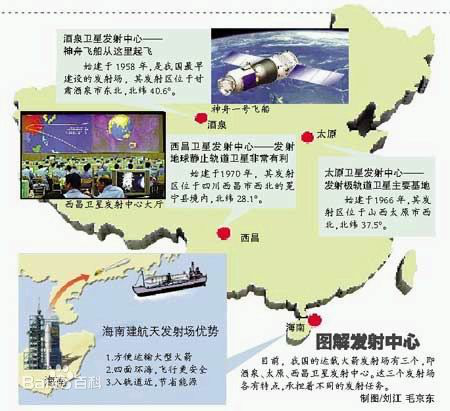 酒泉卫星发射中心——
神舟飞船从这里起飞
始建于1958年,是我国最早
建设的发射场,其发射区位于甘
肃酒泉市东北,北纬40.6°。
神舟一号飞船
酒泉
太原
西昌卫星发射中心——发射
地球静止轨道卫星非常有利
始建于1970年,其发射
区位于四川西昌市西北的冕
宁县境内,北纬28.1°。
西昌卫星发射中心大厅
太原卫星发射中心——
发射极轨道卫星主要基地
始建于1966年,其发
射区位于山西太原市西
北,北纬37.5°。
西昌
海南建航天发射场优势
1.方便运输大型火箭
2.四面环海,飞行更安全
3.入轨道近,节省能源
海南
Bai百科
海南
图解发射中心
目前,我国的运载火箭发射场有三个,即
酒泉、太原、西昌卫星发射中心。这三个发射场
各有特点,承担着不同的发射任务。
制图/刘江 毛京东